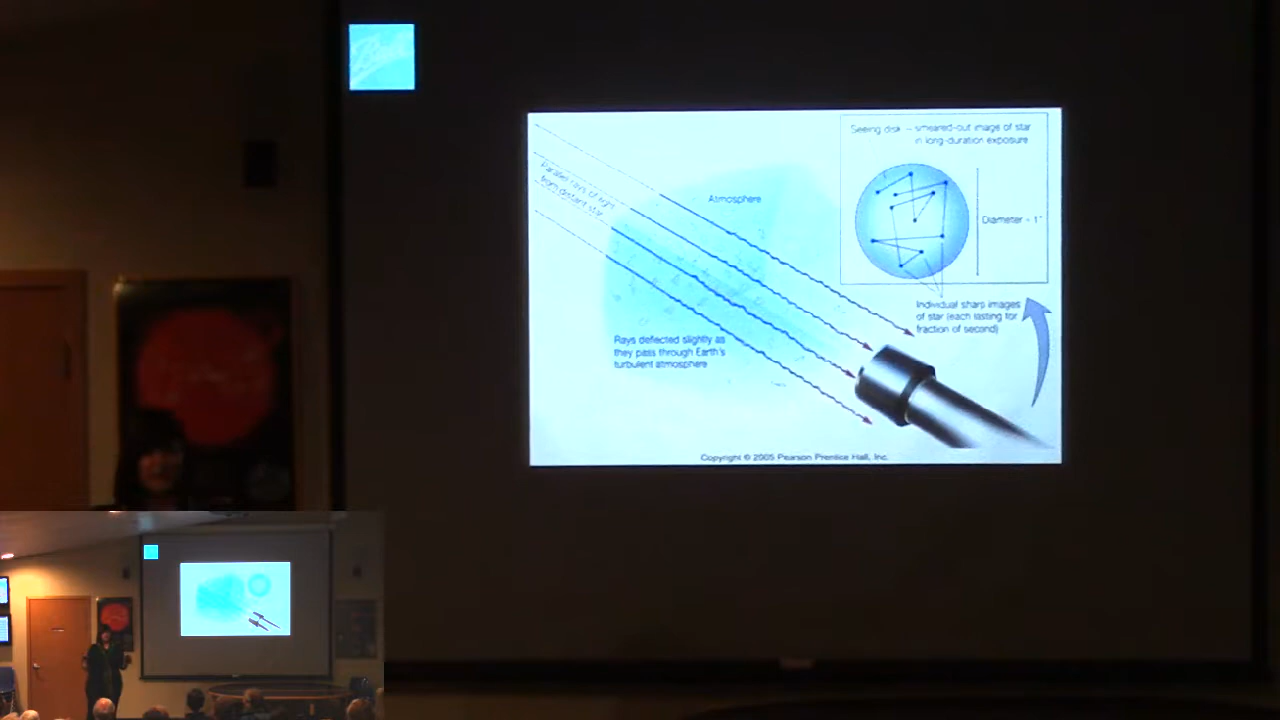 Seeing disk – smeared-out image of star
in long-duration exposure
Parallel rays of light
from distant star
Atmosphere
Diameter ~ 1"
Individual sharp images
of star (each lasting for
fraction of second)
Rays deflected slightly as
they pass through Earth's
turbulent atmosphere
Copyright © 2005 Pearson Prentice Hall, Inc.